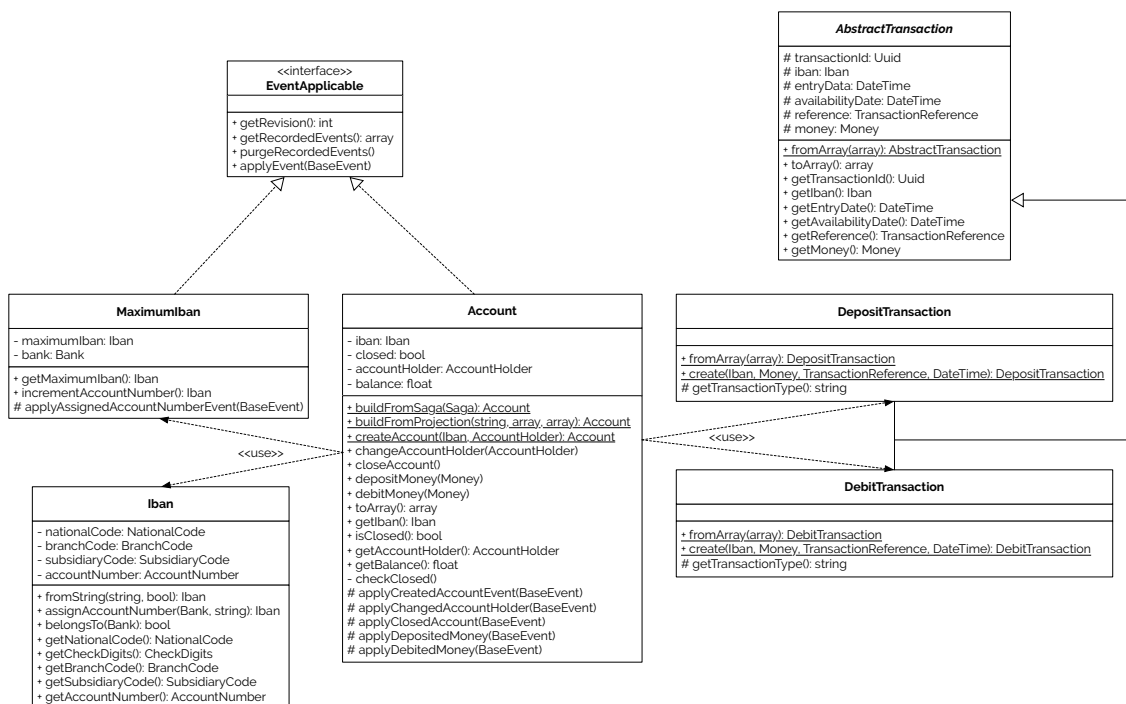 AbstractTransaction
# transactionId: Uuid
# iban: Iban
# entryData: DateTime
# availabilityDate: DateTime
# reference: TransactionReference
# money: Money
+ fromArray(array): AbstractTransaction
+ toArray(): array
+ getTransactionId(): Uuid
+ getIban(): Iban
+ getEntryDate(): DateTime
+ getAvailabilityDate(): DateTime
+ getReference(): TransactionReference
+ getMoney(): Money
<<interface>>
EventApplicable
+ getRevision(): int
+ getRecordedEvents(): array
+ purgeRecordedEvents()
+ applyEvent(BaseEvent)
MaximumIban
- maximumIban: Iban
- bank: Bank
+ getMaximumIban(): Iban
+ incrementAccountNumber(): Iban
# applyAssignedAccountNumberEvent(BaseEvent)
Account
- iban: Iban
- closed: bool
- accountHolder: AccountHolder
- balance: float
+ buildFromSaga(Saga): Account
+ buildFromProjection(string, array, array): Account
+ createAccount(Iban, AccountHolder): Account
+ changeAccountHolder(AccountHolder)
+ closeAccount()
+ depositMoney(Money)
+ debitMoney(Money)
+ toArray(): array
+ getIban(): Iban
+ isClosed(): bool
+ getAccountHolder(): AccountHolder
+ getBalance(): float
- checkClosed()
# applyCreatedAccountEvent(BaseEvent)
# applyChangedAccountHolder(BaseEvent)
# applyClosedAccount(BaseEvent)
# applyDepositedMoney(BaseEvent)
# applyDebitedMoney(BaseEvent)
DepositTransaction
+ fromArray(array): DepositTransaction
+ create(Iban, Money, TransactionReference, DateTime): DepositTransaction
# getTransactionType(): string
<<use>>
<<use>>
Iban
- nationalCode: NationalCode
- branchCode: BranchCode
- subsidiaryCode: SubsidiaryCode
- accountNumber: AccountNumber
+ fromString(string, bool): Iban
+ assignAccountNumber(Bank, string): Iban
+ belongsTo(Bank): bool
+ getNationalCode(): NationalCode
+ getCheckDigits(): CheckDigits
+ getBranchCode(): BranchCode
+ getSubsidiaryCode(): SubsidiaryCode
+ getAccountNumber(): AccountNumber
DebitTransaction
+ fromArray(array): DebitTransaction
+ create(Iban, Money, TransactionReference, DateTime): DebitTransaction
# getTransactionType(): string